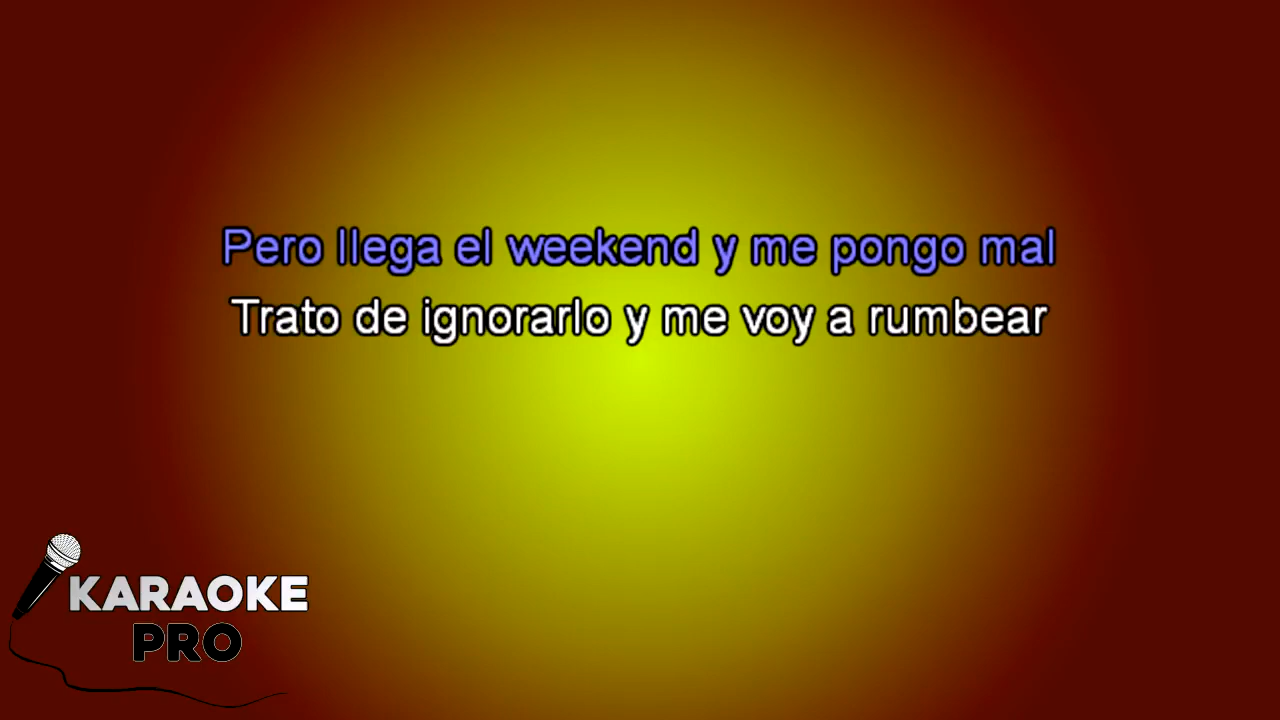 Pero llega el weekend y me pongo mal
Trato de ignorarlo y me voy a rumbear
KARAOKE
PRO